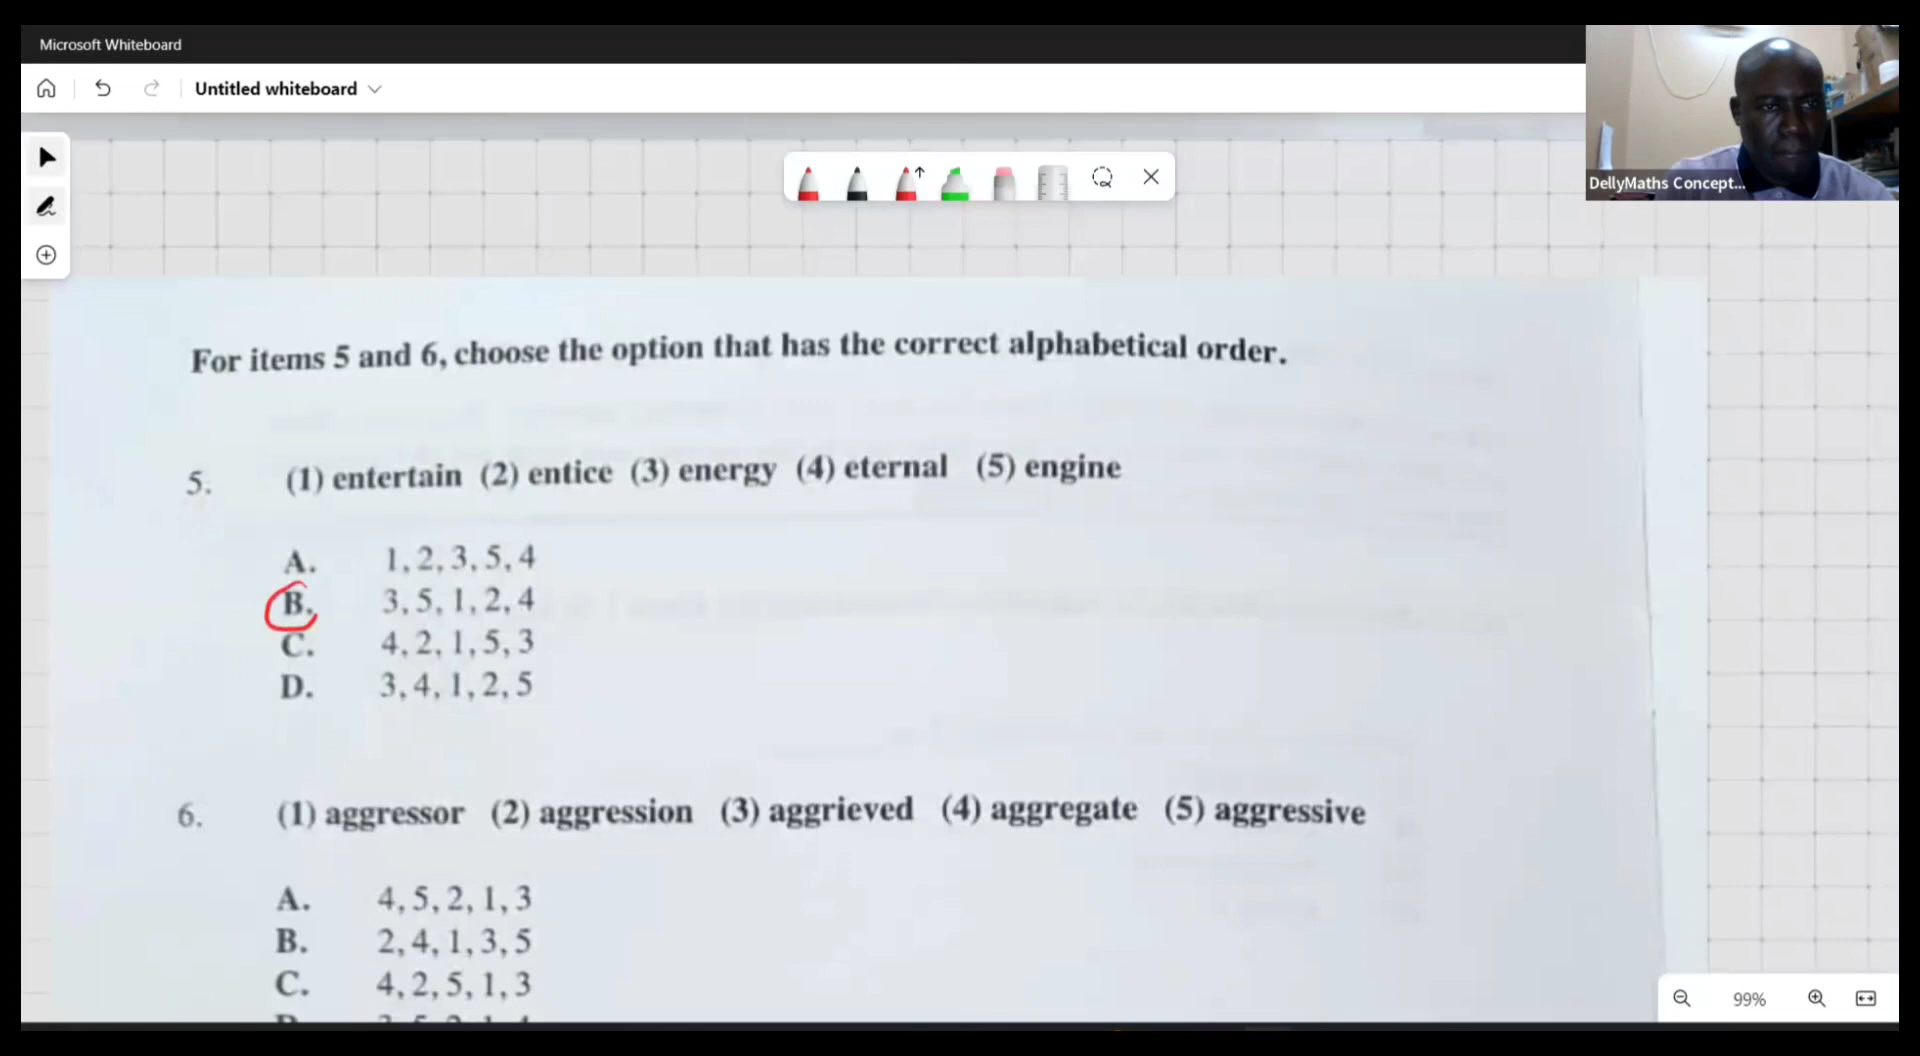 Microsoft Whiteboard
Untitled whiteboard
DellyMaths Concept...
For items 5 and 6, choose the option that has the correct alphabetical order.
5. (1) entertain (2) entice (3) energy (4) eternal (5) engine
A. 1, 2, 3, 5, 4
B. 3, 5, 1, 2, 4
C. 4, 2, 1, 5, 3
D. 3, 4, 1, 2, 5
6. (1) aggressor (2) aggression (3) aggrieved (4) aggregate (5) aggressive
A. 4, 5, 2, 1, 3
B. 2, 4, 1, 3, 5
C. 4, 2, 5, 1, 3
99%